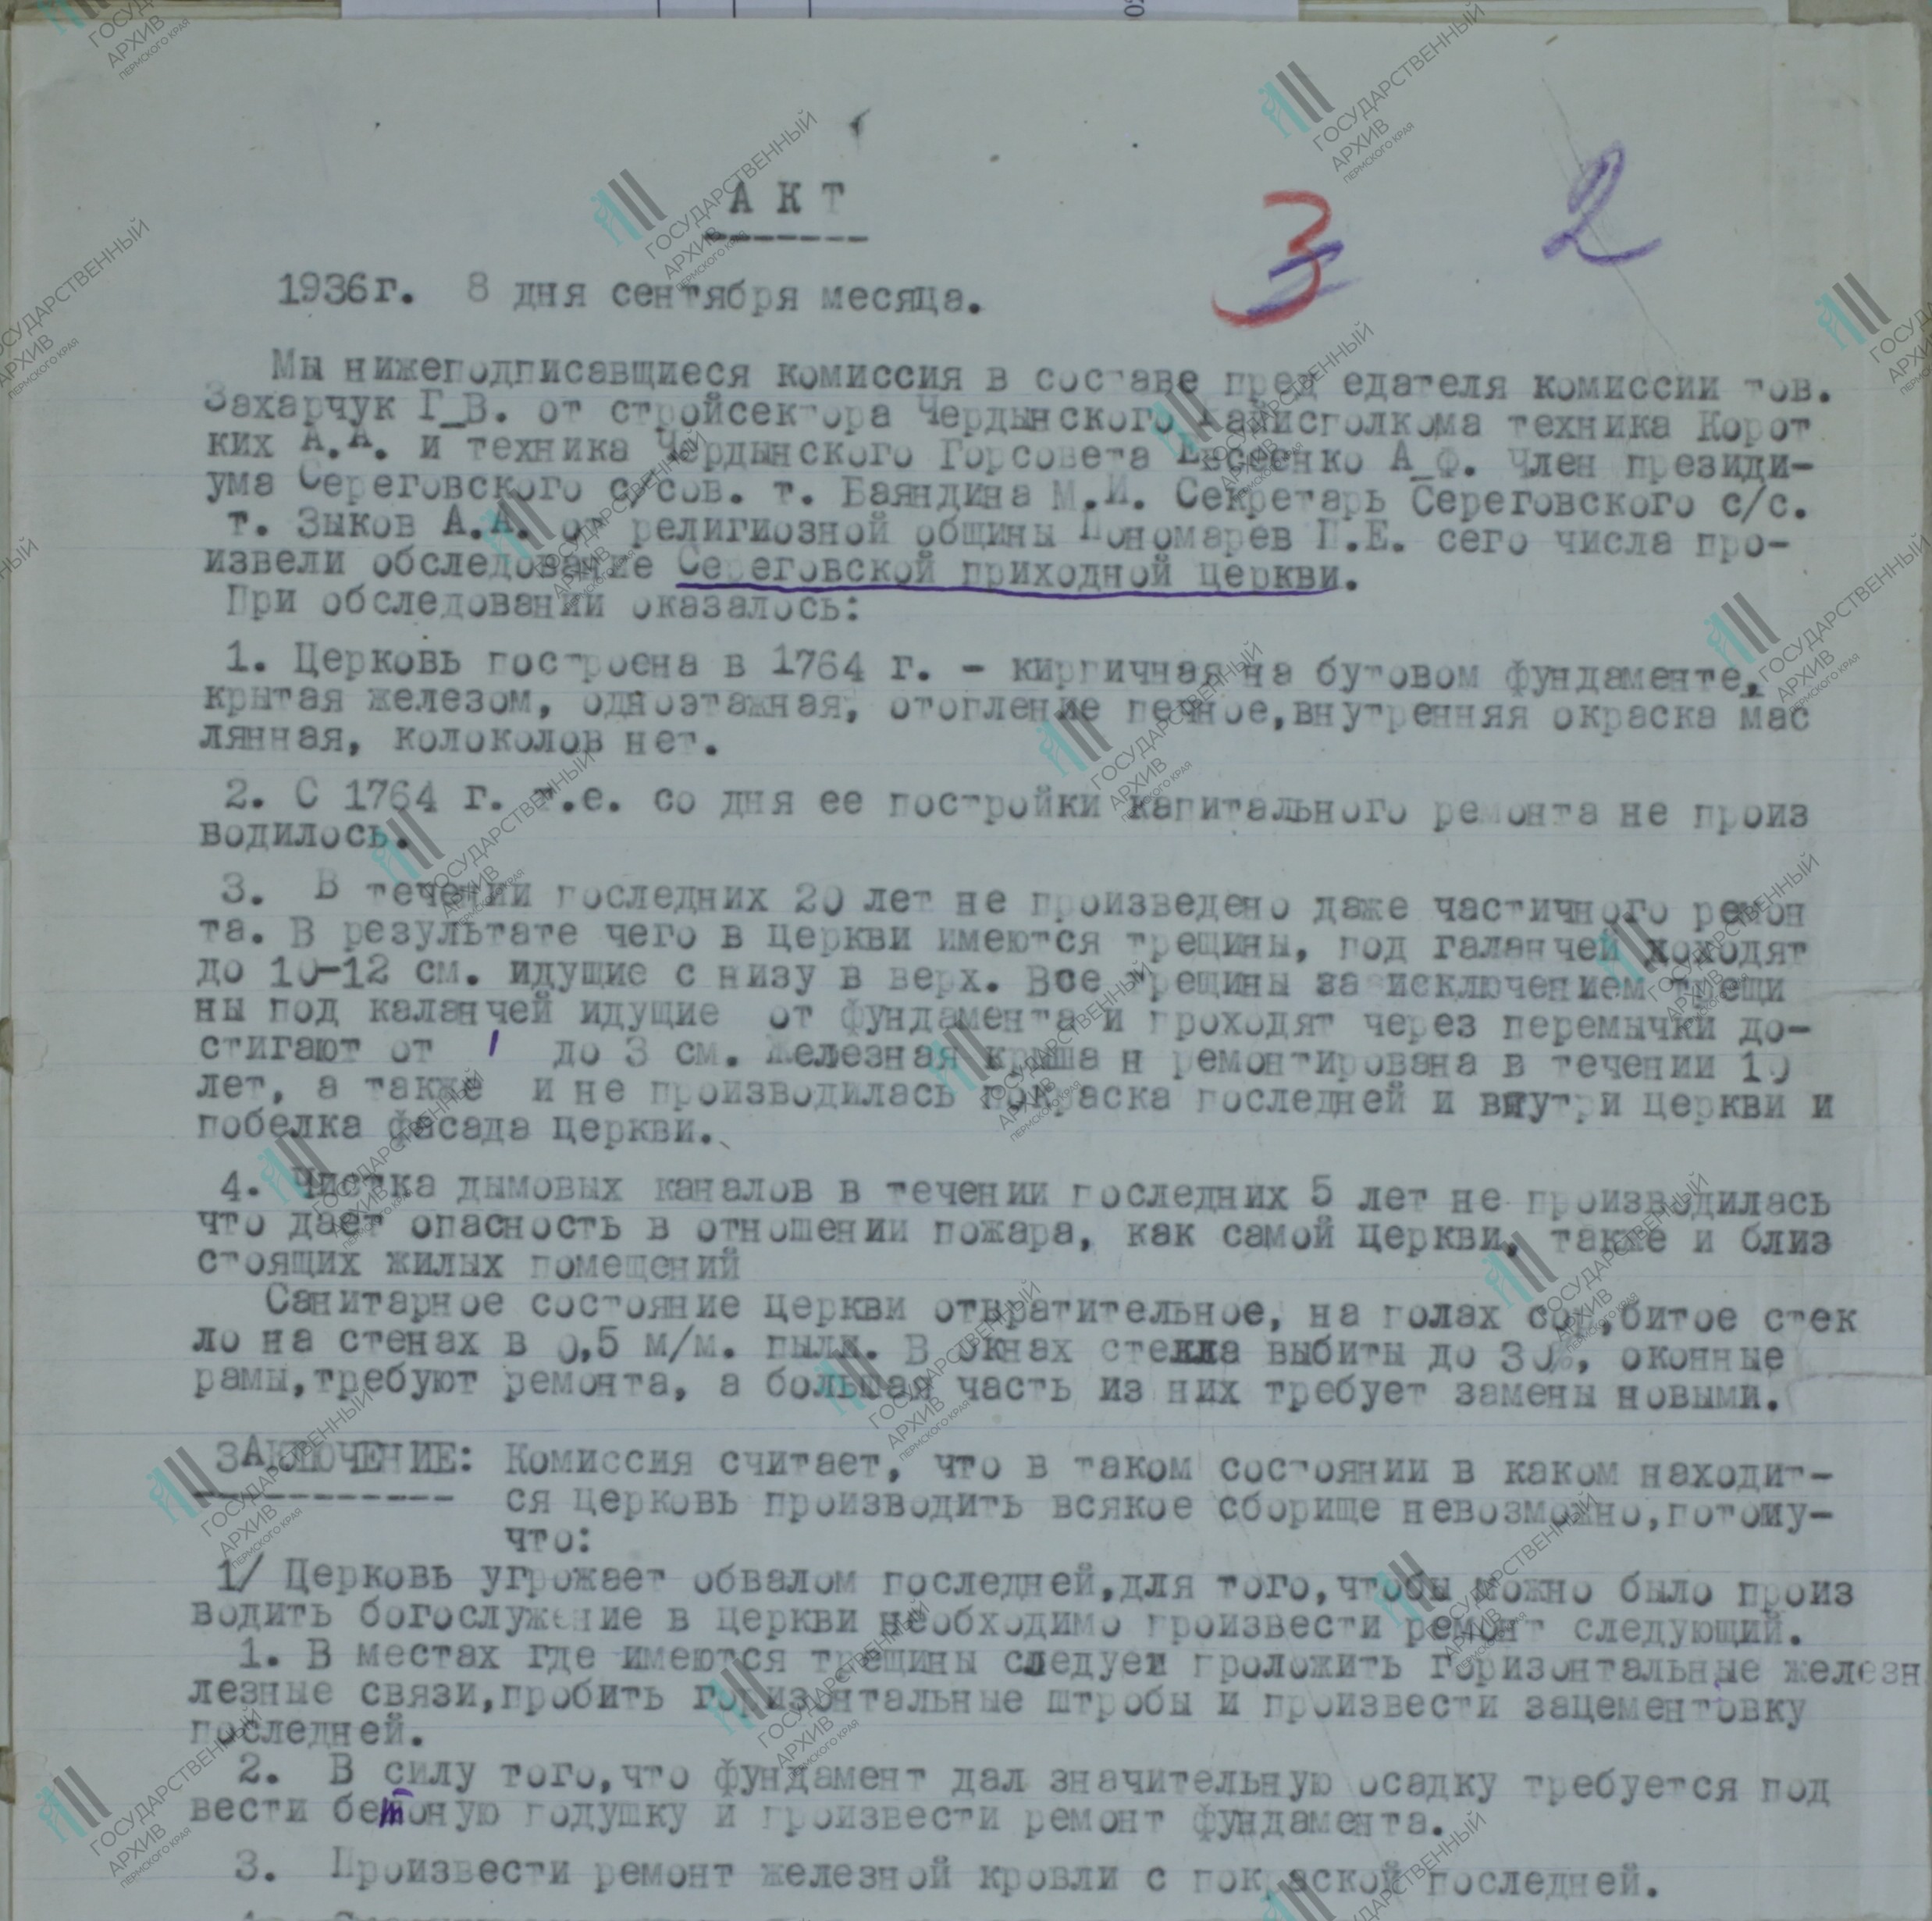 А К Т
3 2
1936г. 8 дня сентября месяца.
Мы нижеподписавщиеся комиссия в составе пред едателя комиссии тов.
Захарчук Г_В. от стройсектора Чердынского Райисполкома техника Корот
ких А.А. и техника Чердынского Горсовета Евсеенко А_Ф. Член президи-
ума Сереговского с/сов. т. Баяндина М.И. Секретарь Сереговского с/с.
т. Зыков А.А. от религиозной общины Пономарев П.Е. сего числа про-
извели обследование Сереговской приходной церкви.
При обследовании оказалось:
1. Церковь построена в 1764 г. - кирпичная на бутовом фундаменте,
крытая железом, одноэтажная, отопление печное,внутренняя окраска мас
лянная, колоколов нет.
2. С 1764 г. т.е. со дня ее постройки капитального ремонта не произ
водилось.
3. В течении последних 20 лет не произведено даже частичного ремон
та. В результате чего в церкви имеются трещины, под галанчей хоходят
до 10-12 см. идущие с низу в верх. Все трещины за исключением трещи
ны под каланчей идущие от фундамента и проходят через перемычки до-
стигают от 1 до 3 см. Железная крыша н ремонтирована в течении 10
лет, а также и не производилась покраска последней и внутри церкви и
побелка фасада церкви.
4. Чистка дымовых каналов в течении последних 5 лет не производилась
что дает опасность в отношении пожара, как самой церкви, также и близ
стоящих жилых помещений
Санитарное состояние церкви отвратительное, на полах сор,битое стек
ло на стенах в 0,5 м/м. пыли. В окнах стекла выбиты до 30%, оконные
рамы,требуют ремонта, а большая часть из них требует замены новыми.
ЗАКЛЮЧЕНИЕ: Комиссия считает, что в таком состоянии в каком находит-
ся церковь производить всякое сборище невозможно,потому-
что:
1/ Церковь угрожает обвалом последней,для того,чтобы можно было произ
водить богослужение в церкви необходимо произвести ремонт следующий.
1. В местах где имеются трещины следует проложить горизонтальные железн
лезные связи,пробить горизонтальные штробы и произвести зацементовку
последней.
2. В силу того,что фундамент дал значительную осадку требуется под
вести бетоную подушку и произвести ремонт фундамента.
3. Произвести ремонт железной кровли с покраской последней.
ГОСУДАРСТВЕННЫЙ
АРХИВ
ПЕРМСКОГО КРАЯ